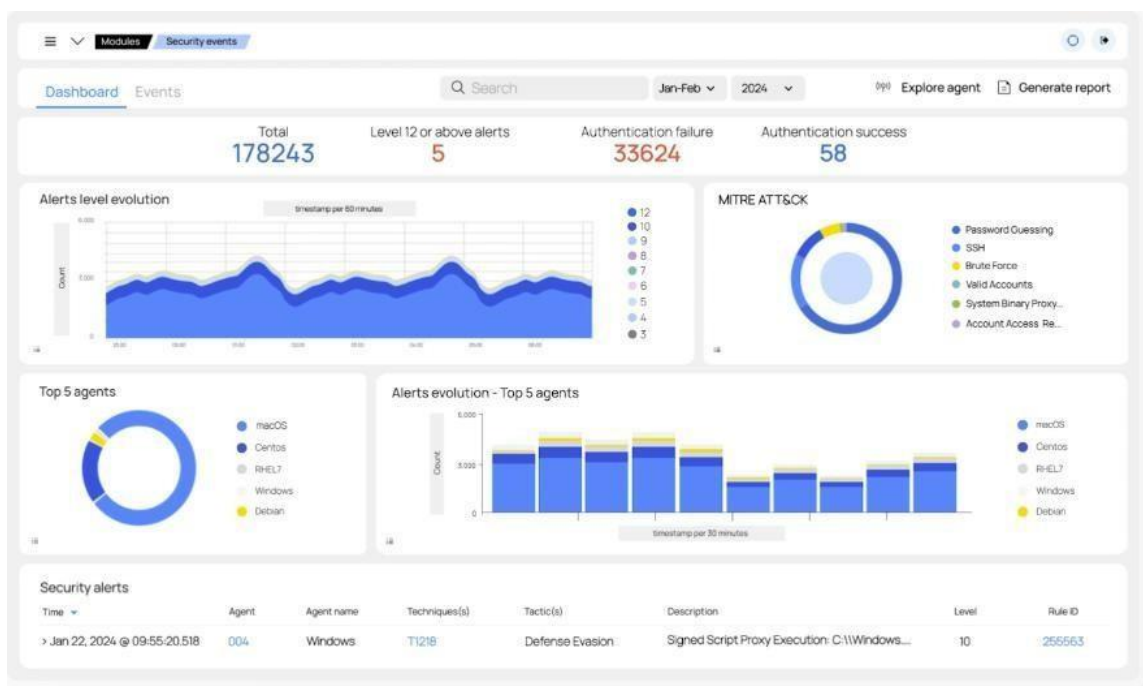 Modules Security events
Dashboard Events Search Jan-Feb 2024 Explore agent Generate report
Total Level 12 or above alerts Authentication failure Authentication success
178243 5 33624 58
Alerts level evolution
timestamp per 60 minutes
6,000
3,000
0
Count
12
10
9
8
7
6
5
4
3
MITRE ATT&CK
Password Guessing
SSH
Brute Force
Valid Accounts
System Binary Proxy...
Account Access Re...
Top 5 agents
macOS
Centos
RHEL7
Windows
Debian
Alerts evolution - Top 5 agents
Count
0
timestamp per 30 minutes
macOS
Centos
RHEL7
Windows
Debian
Security alerts
Time Agent Agent name Techniques(s) Tactic(s) Description Level Rule ID
> Jan 22, 2024 @ 09:55:20.518 004 Windows T1218 Defense Evasion Signed Script Proxy Execution: C:\\Windows.... 10 255563